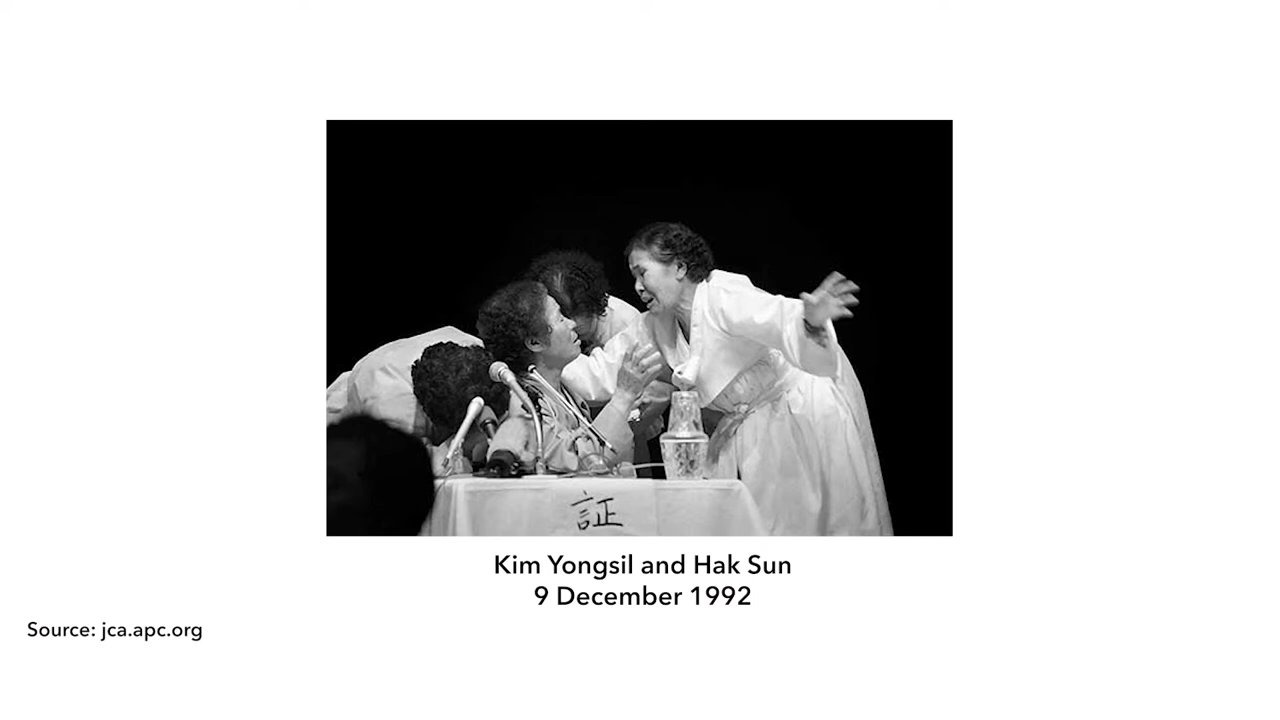 証
Kim Yongsil and Hak Sun
9 December 1992
Source: jca.apc.org